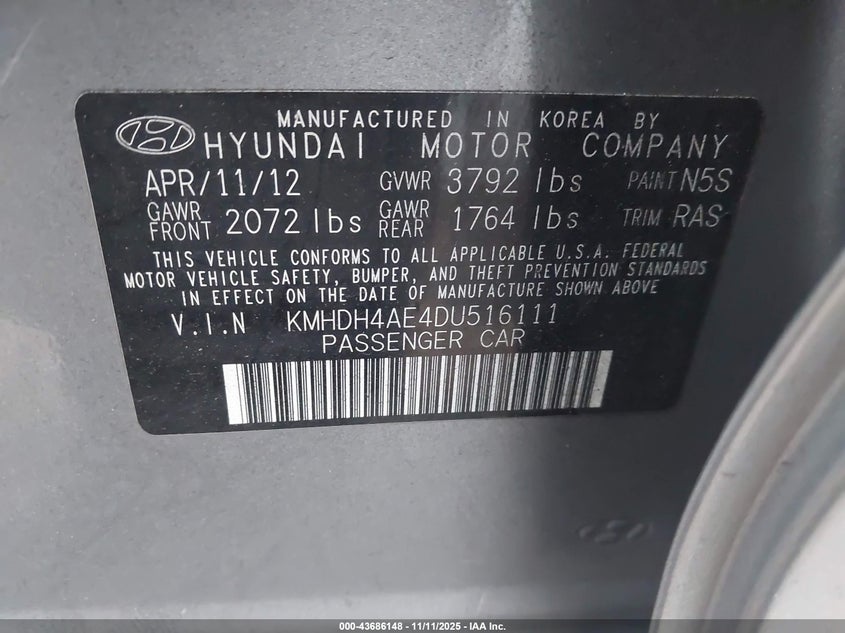 MANUFACTURED IN KOREA BY
HYUNDAI MOTOR COMPANY
APR/11/12 GVWR 3792 lbs PAINT N5S
GAWR FRONT 2072 lbs GAWR REAR 1764 lbs TRIM RAS
THIS VEHICLE CONFORMS TO ALL APPLICABLE U.S.A. FEDERAL
MOTOR VEHICLE SAFETY, BUMPER, AND THEFT PREVENTION STANDARDS
IN EFFECT ON THE DATE OF MANUFACTURE SHOWN ABOVE
V.I.N KMHDH4AE4DU516111
PASSENGER CAR
000-43686148 - 11/11/2025 - IAA Inc.